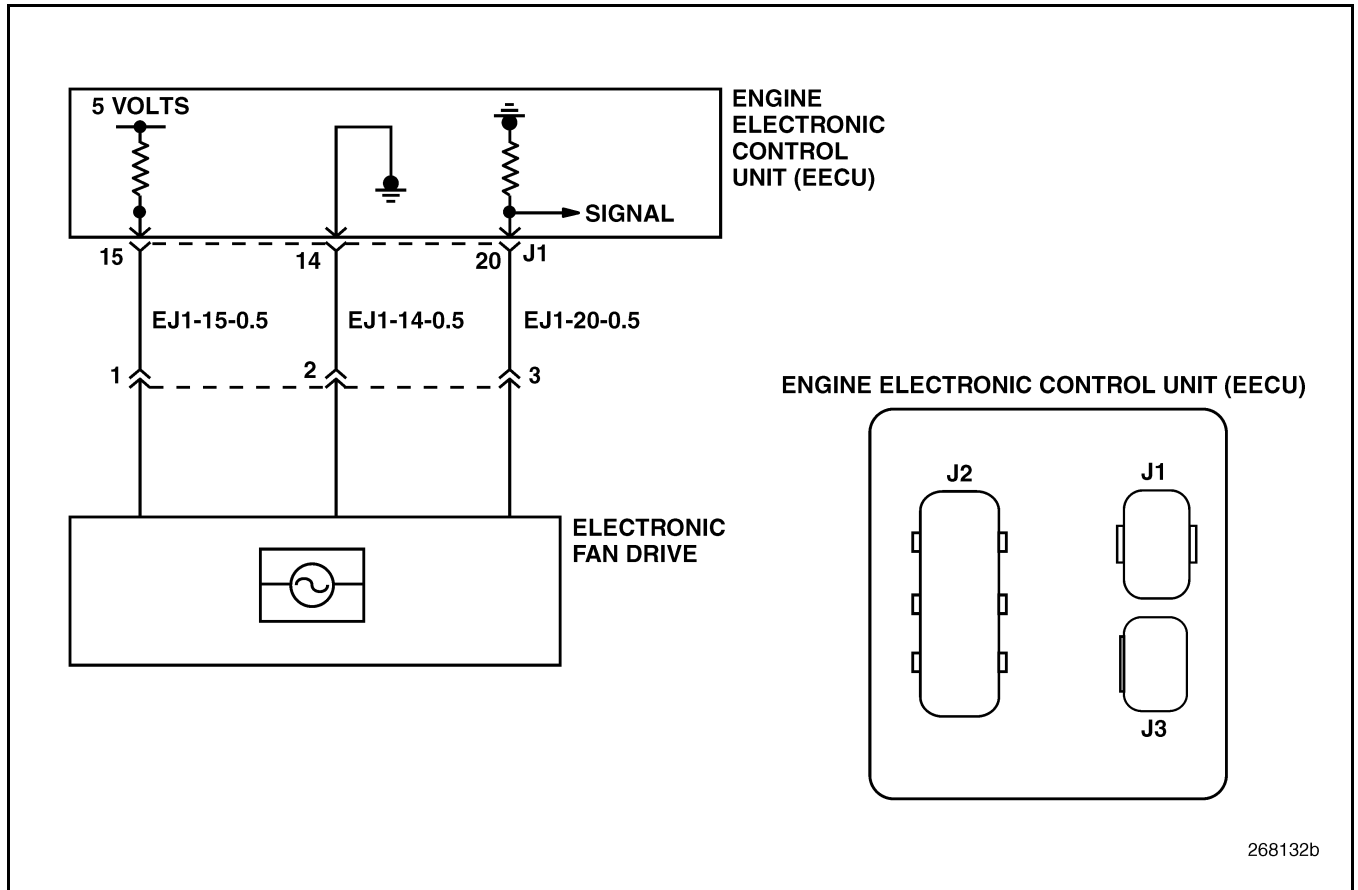 5 VOLTS
ENGINE
ELECTRONIC
CONTROL
UNIT (EECU)
SIGNAL
15
14
20
J1
EJ1-15-0.5
EJ1-14-0.5
EJ1-20-0.5
1
2
3
ELECTRONIC
FAN DRIVE
ENGINE ELECTRONIC CONTROL UNIT (EECU)
J2
J1
J3
268132b